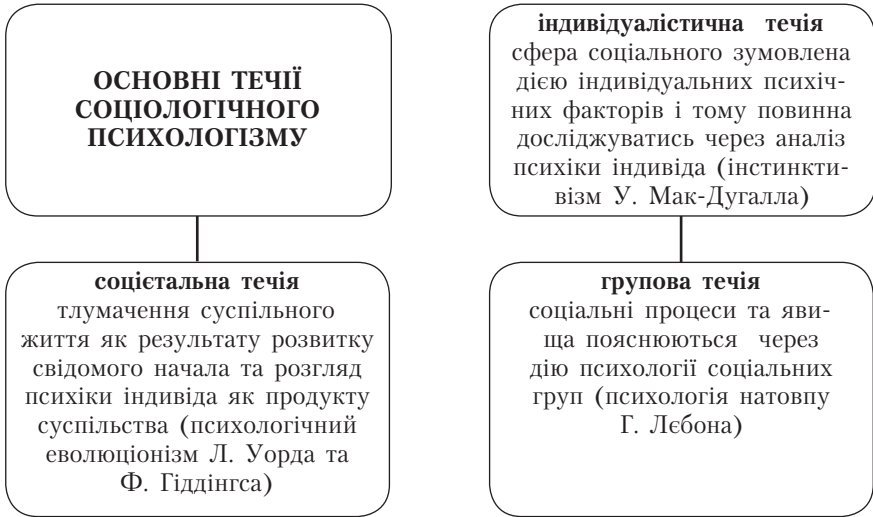 ОСНОВНІ ТЕЧІЇ
СОЦІОЛОГІЧНОГО
ПСИХОЛОГІЗМУ
індивідуалістична течія
сфера соціального зумовлена
дією індивідуальних психіч-
них факторів і тому повинна
досліджуватись через аналіз
психіки індивіда (інстинкти-
візм У. Мак-Дугалла)
соцієтальна течія
тлумачення суспільного
життя як результату розвитку
свідомого начала та розгляд
психіки індивіда як продукту
суспільства (психологічний
еволюціонізм Л. Уорда та
Ф. Гіддінгса)
групова течія
соціальні процеси та яви-
ща пояснюються через
дію психології соціальних
груп (психологія натовпу
Г. Лєбона)